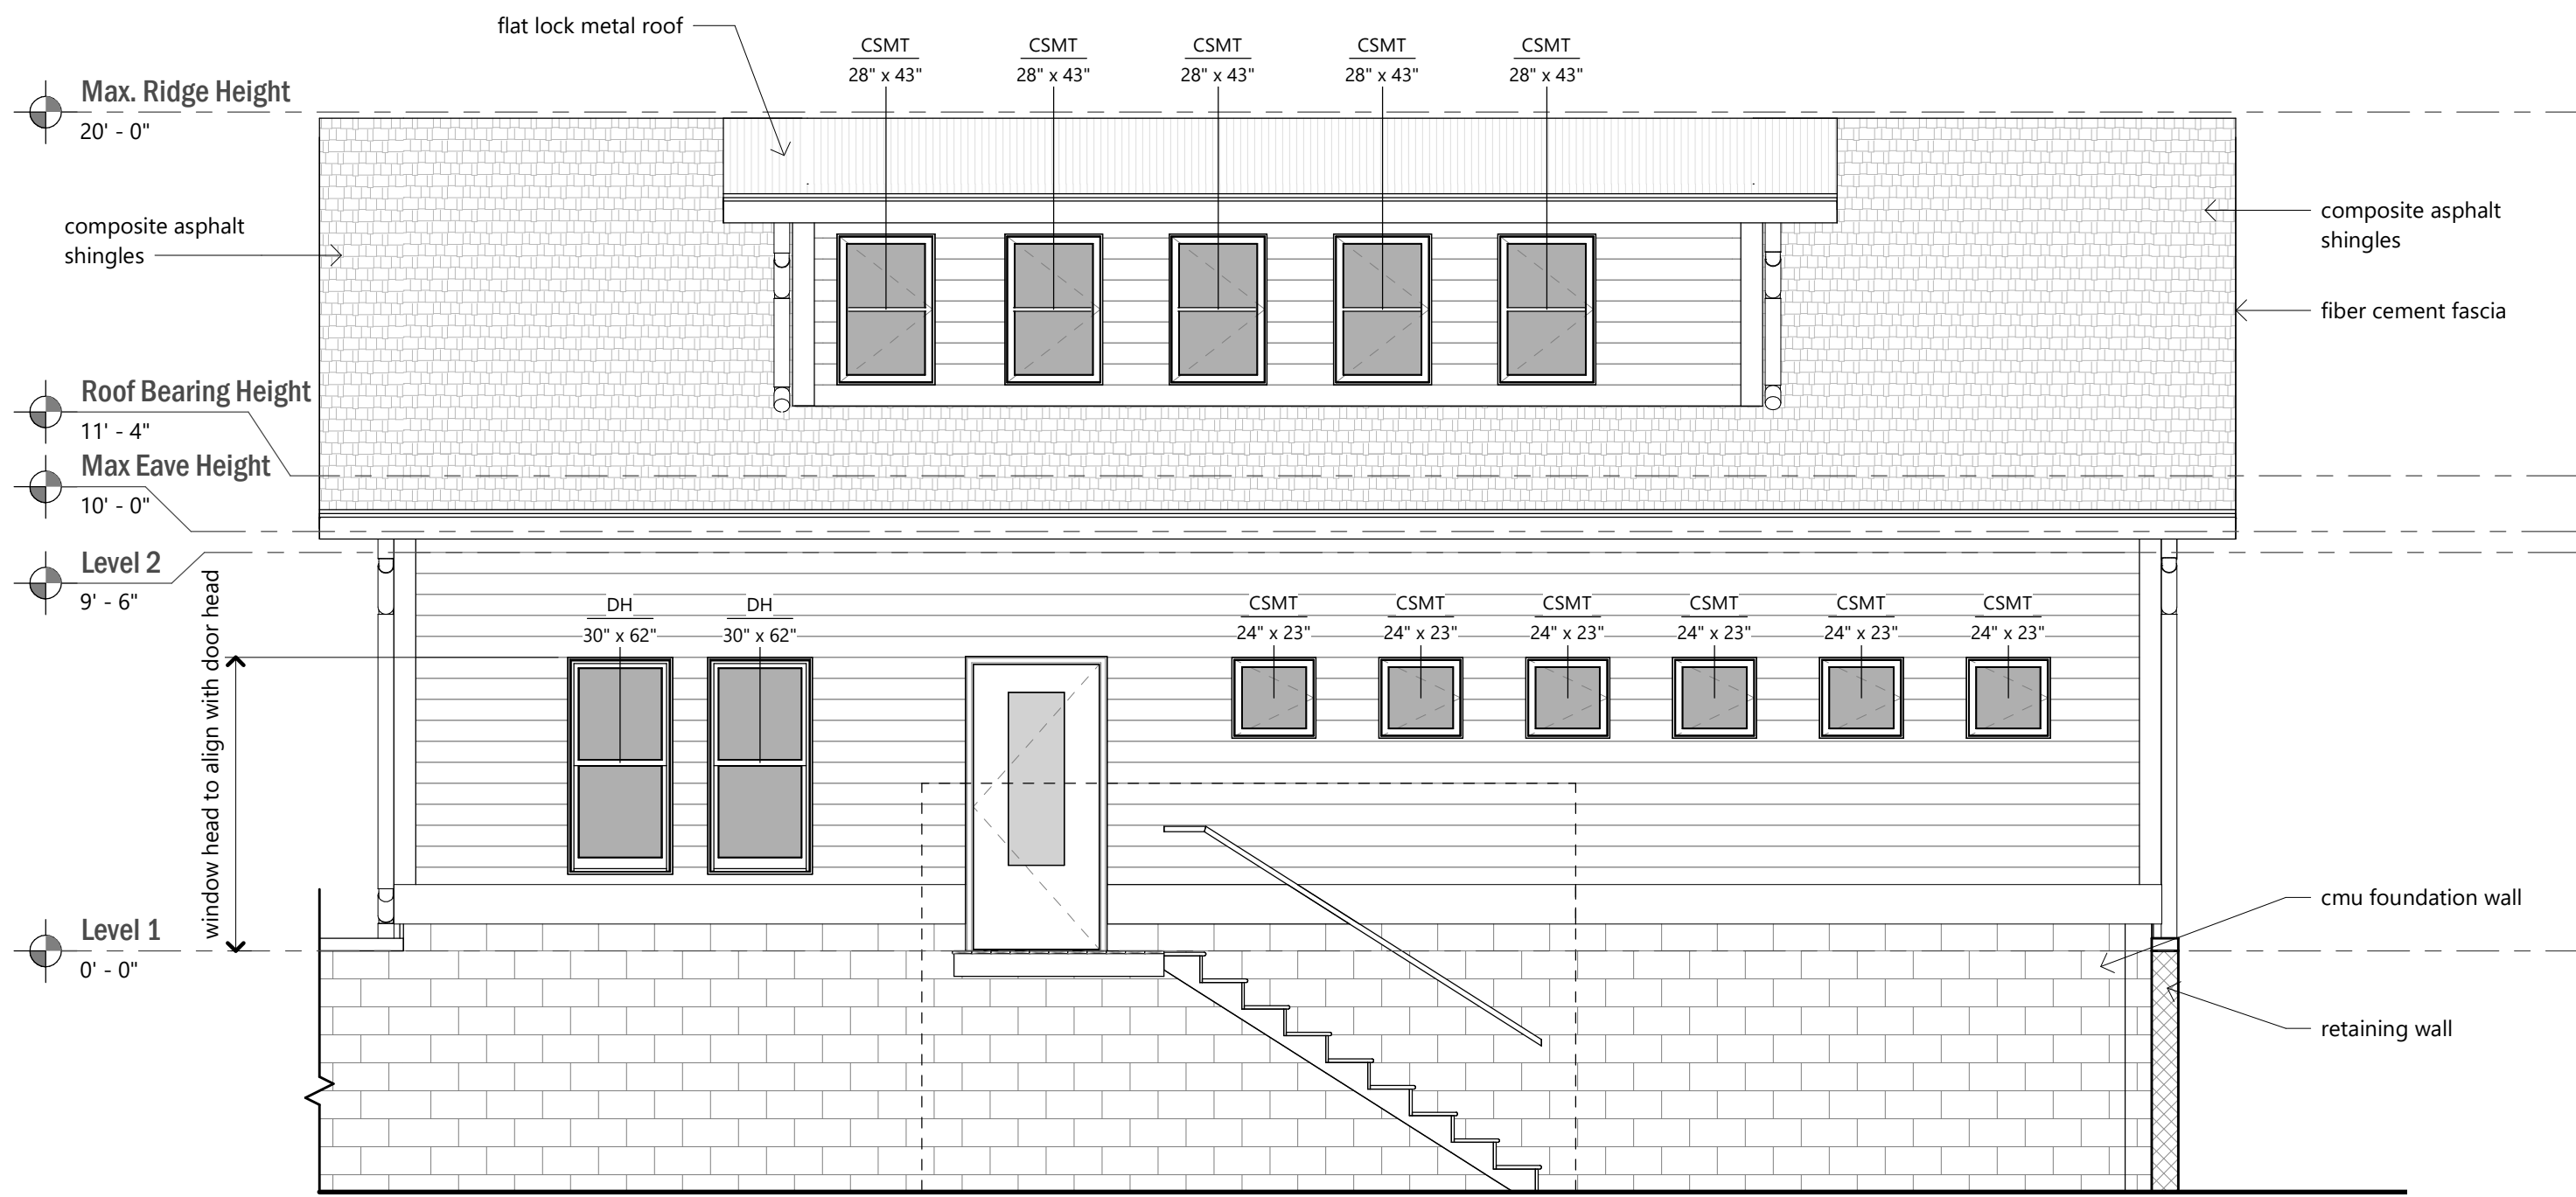 flat lock metal roof
CSMT
28" x 43"
CSMT
28" x 43"
CSMT
28" x 43"
CSMT
28" x 43"
CSMT
28" x 43"
Max. Ridge Height
20' - 0"
composite asphalt
shingles
composite asphalt
shingles
fiber cement fascia
Roof Bearing Height
11' - 4"
Max Eave Height
10' - 0"
Level 2
9' - 6"
window head to align with door head
DH
30" x 62"
DH
30" x 62"
CSMT
24" x 23"
CSMT
24" x 23"
CSMT
24" x 23"
CSMT
24" x 23"
CSMT
24" x 23"
CSMT
24" x 23"
Level 1
0' - 0"
cmu foundation wall
retaining wall